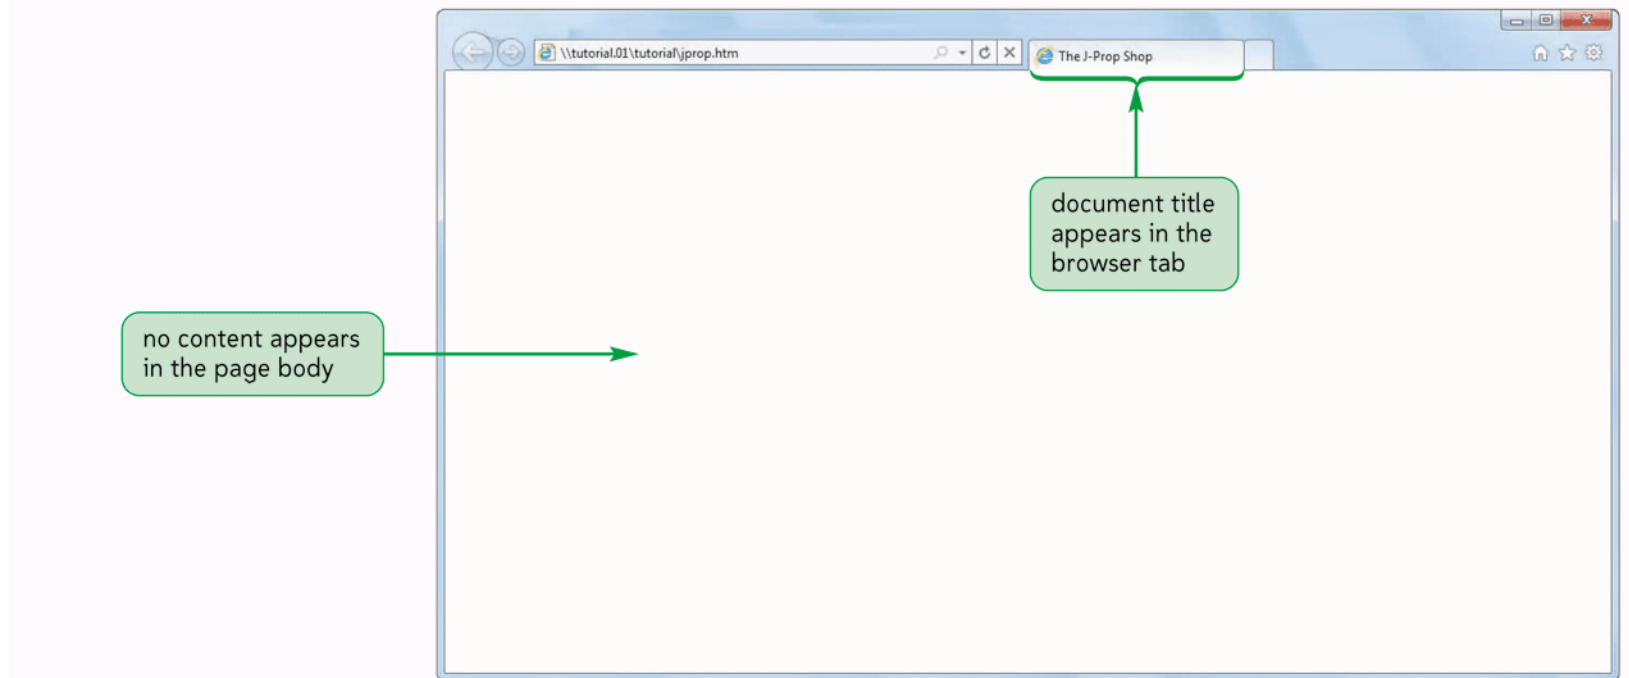 \\tutorial.01\tutorial\jprop.htm
The J-Prop Shop
document title
appears in the
browser tab
no content appears
in the page body